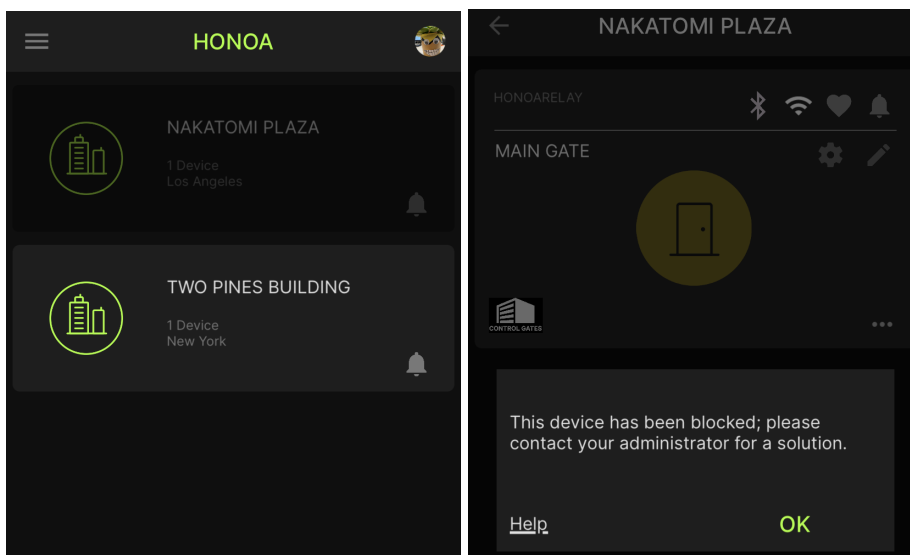 HONOA
NAKATOMI PLAZA
1 Device
Los Angeles
TWO PINES BUILDING
1 Device
New York
NAKATOMI PLAZA
HONOARELAY
MAIN GATE
CONTROL GATES
This device has been blocked; please
contact your administrator for a solution.
Help
OK